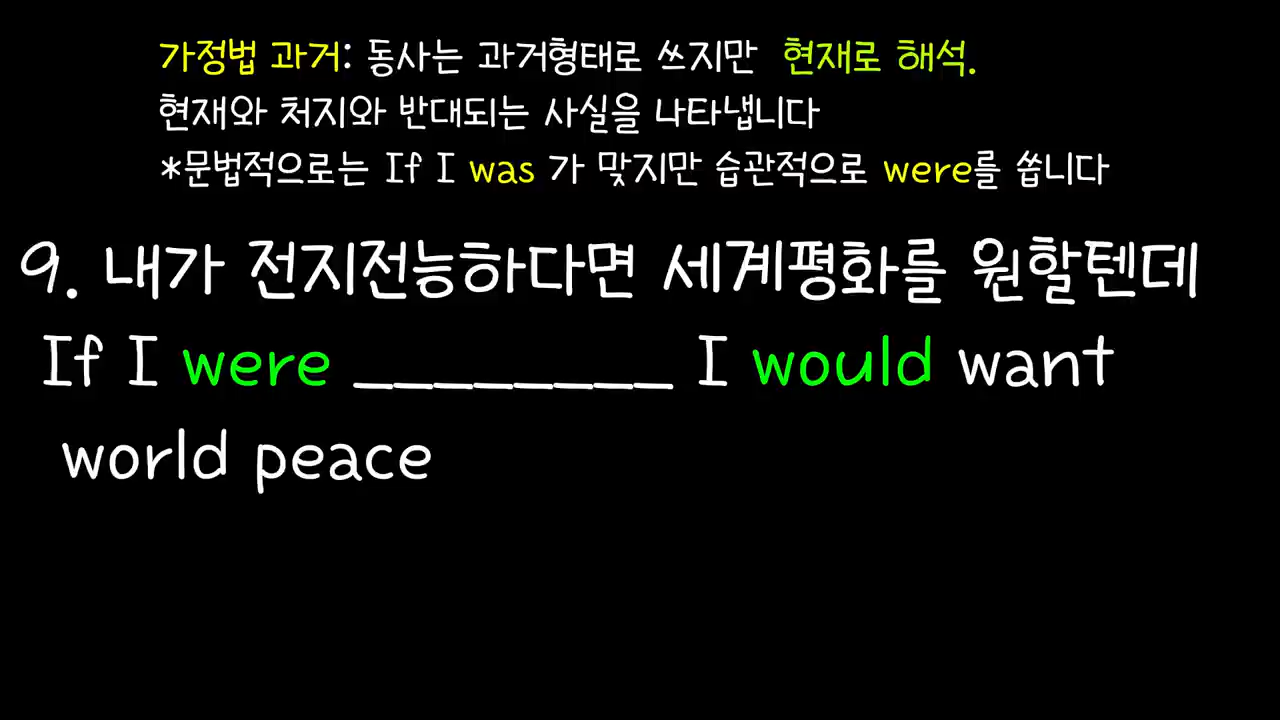 가정법 과거: 동사는 과거형태로 쓰지만 현재로 해석.
현재와 처지와 반대되는 사실을 나타냅니다
*문법적으로는 If I was 가 맞지만 습관적으로 were를 씁니다
9. 내가 전지전능하다면 세계평화를 원할텐데
If I were ________ I would want
world peace